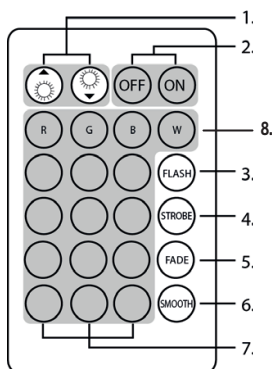 1.
2.
OFF ON
R G B W
8.
FLASH
3.
STROBE
4.
FADE
5.
SMOOTH
6.
7.